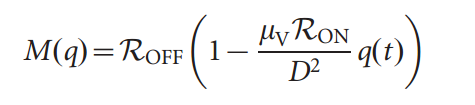 M(q) = ℛ_OFF (1 − μ_V ℛ_ON / D² q(t))